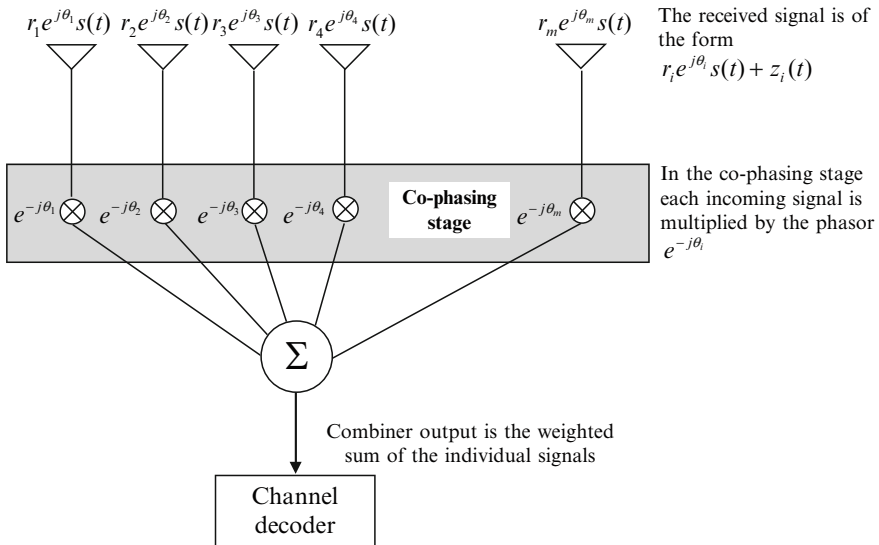 r₁e^{jθ₁}s(t) r₂e^{jθ₂}s(t) r₃e^{jθ₃}s(t) r₄e^{jθ₄}s(t) r_m e^{jθ_m}s(t)
The received signal is of
the form
r_i e^{jθ_i} s(t) + z_i(t)
e^{-jθ₁} e^{-jθ₂} e^{-jθ₃} e^{-jθ₄} e^{-jθ_m}
Co-phasing
stage
In the co-phasing stage
each incoming signal is
multiplied by the phasor
e^{-jθ_i}
Σ
Combiner output is the weighted
sum of the individual signals
Channel
decoder